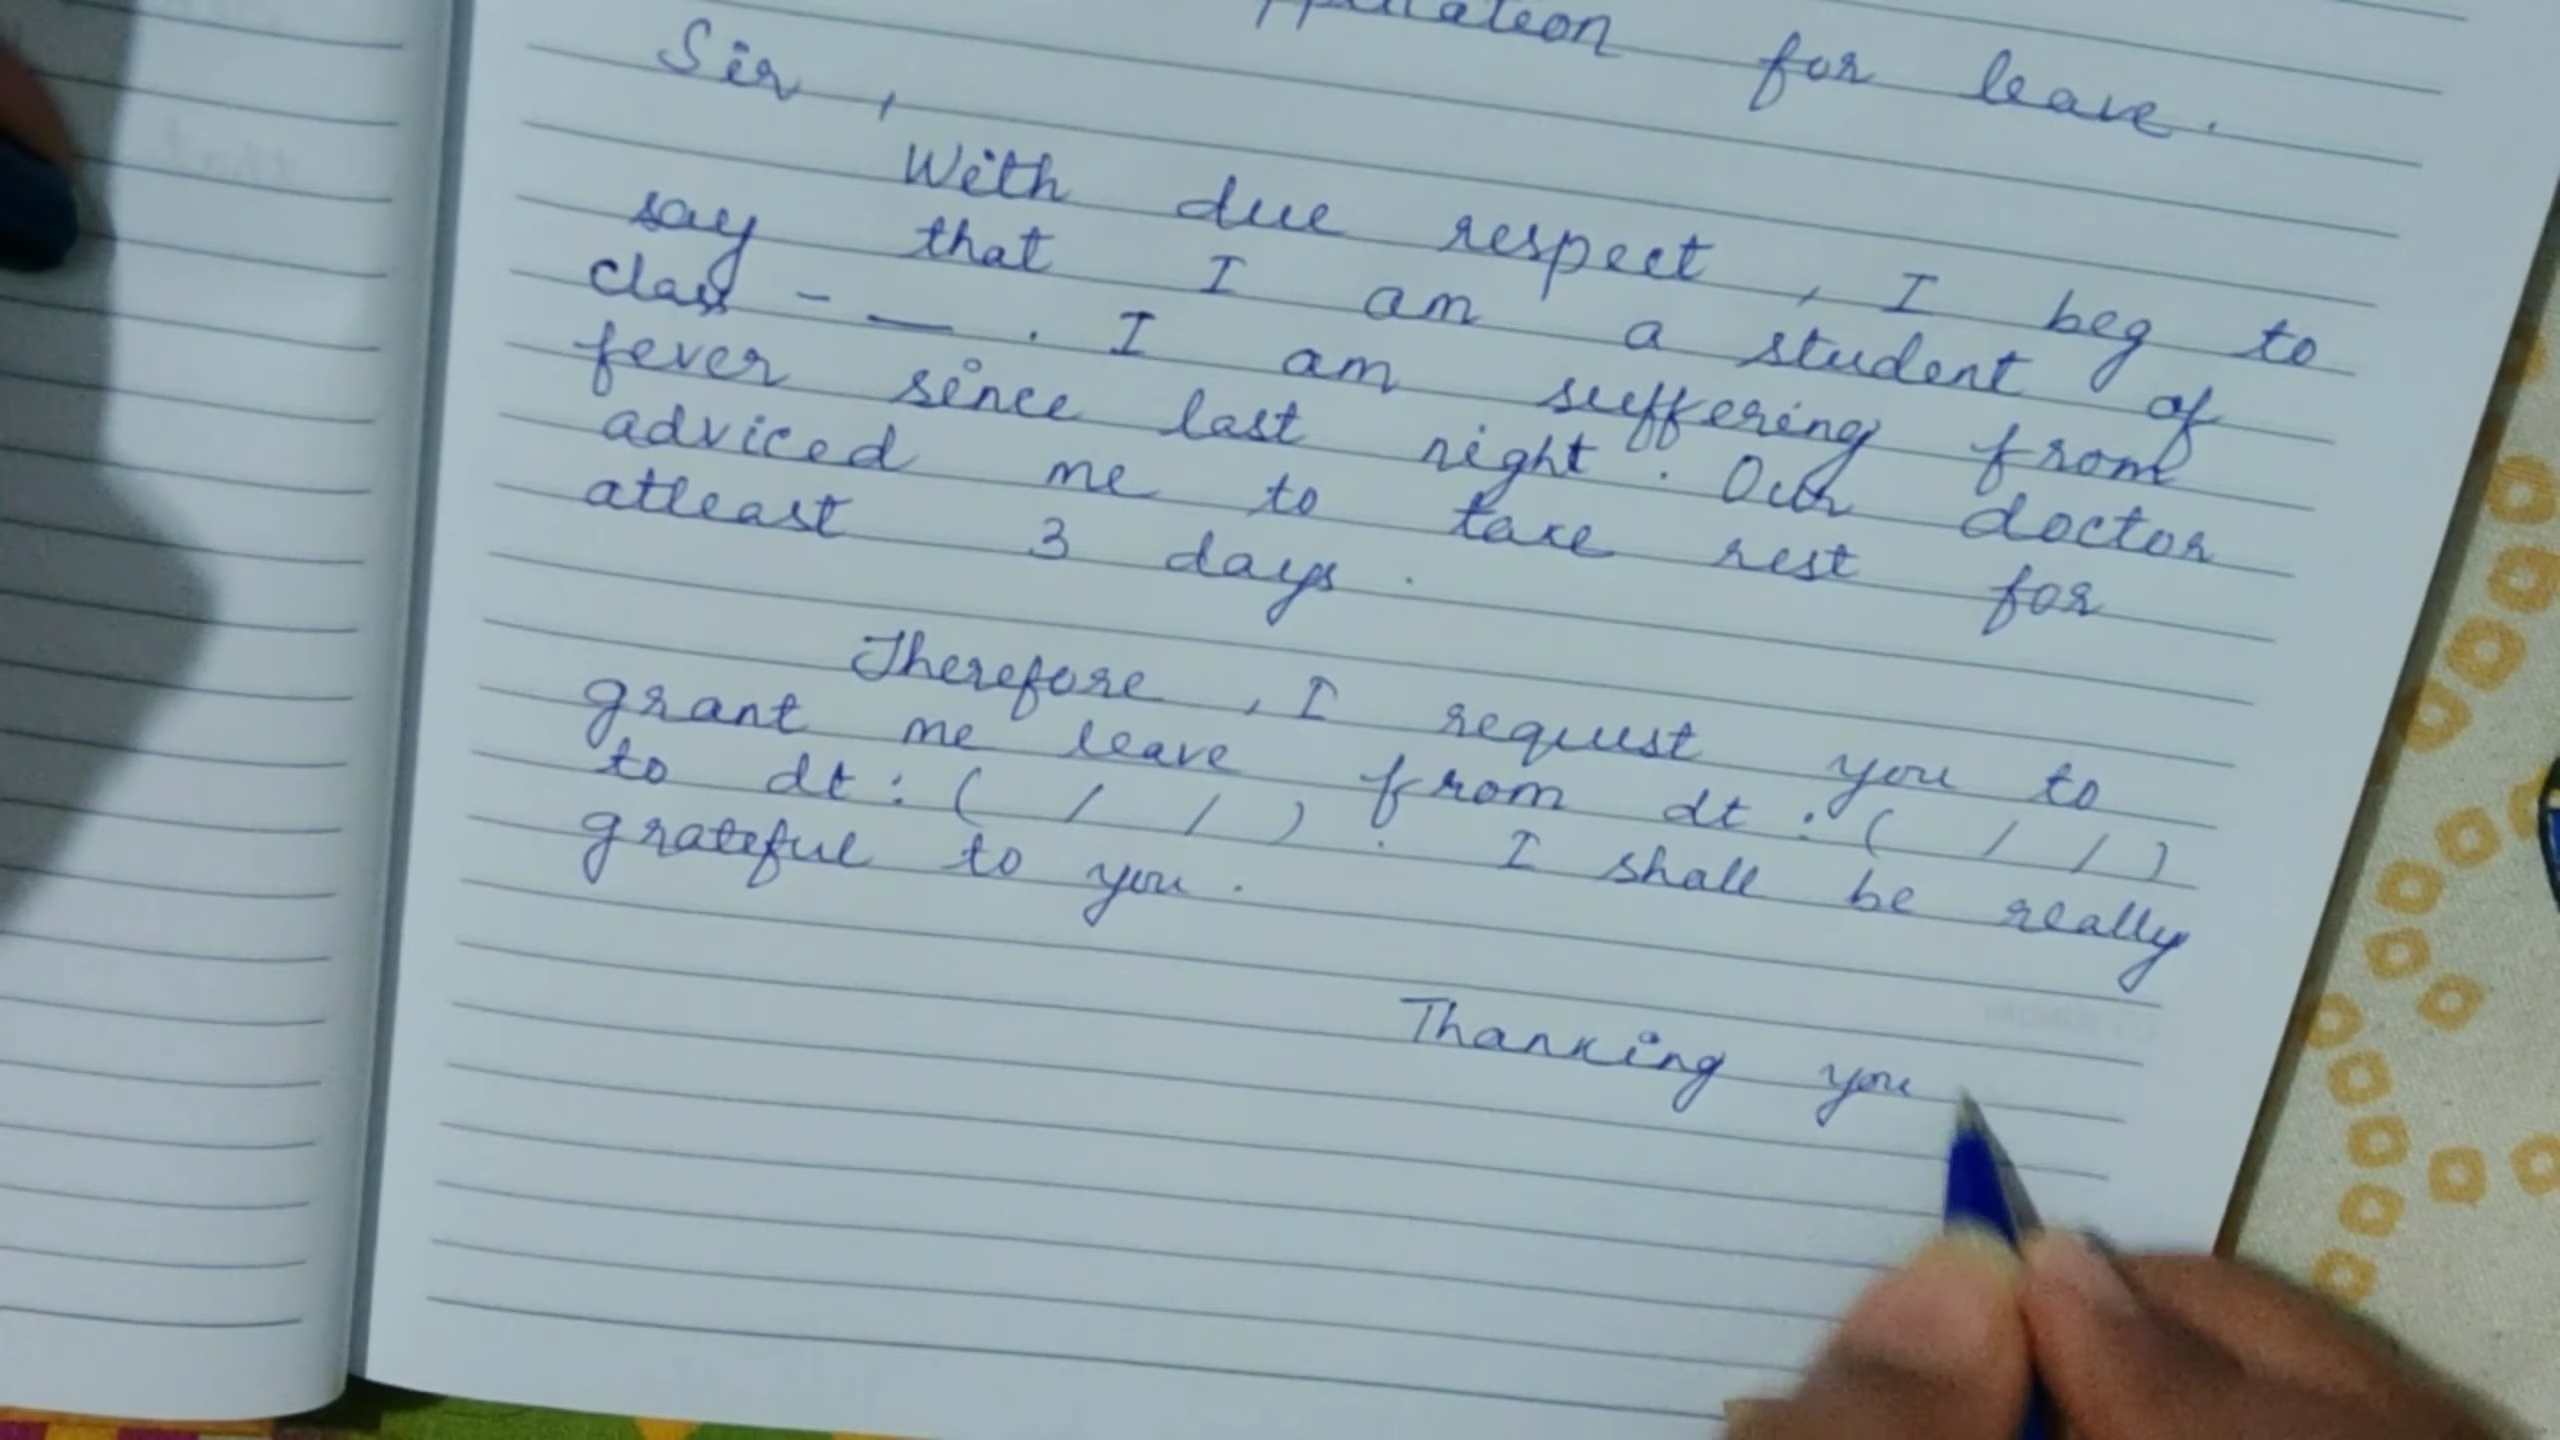 Application for leave.
Sir,
With due respect, I beg to
say that I am a student of
class - __. I am suffering from
fever since last night. Our doctor
adviced me to take rest for
atleast 3 days.
Therefore, I request you to
grant me leave from dt : ( / / )
to dt : ( / / ). I shall be really
grateful to you.
Thanking you